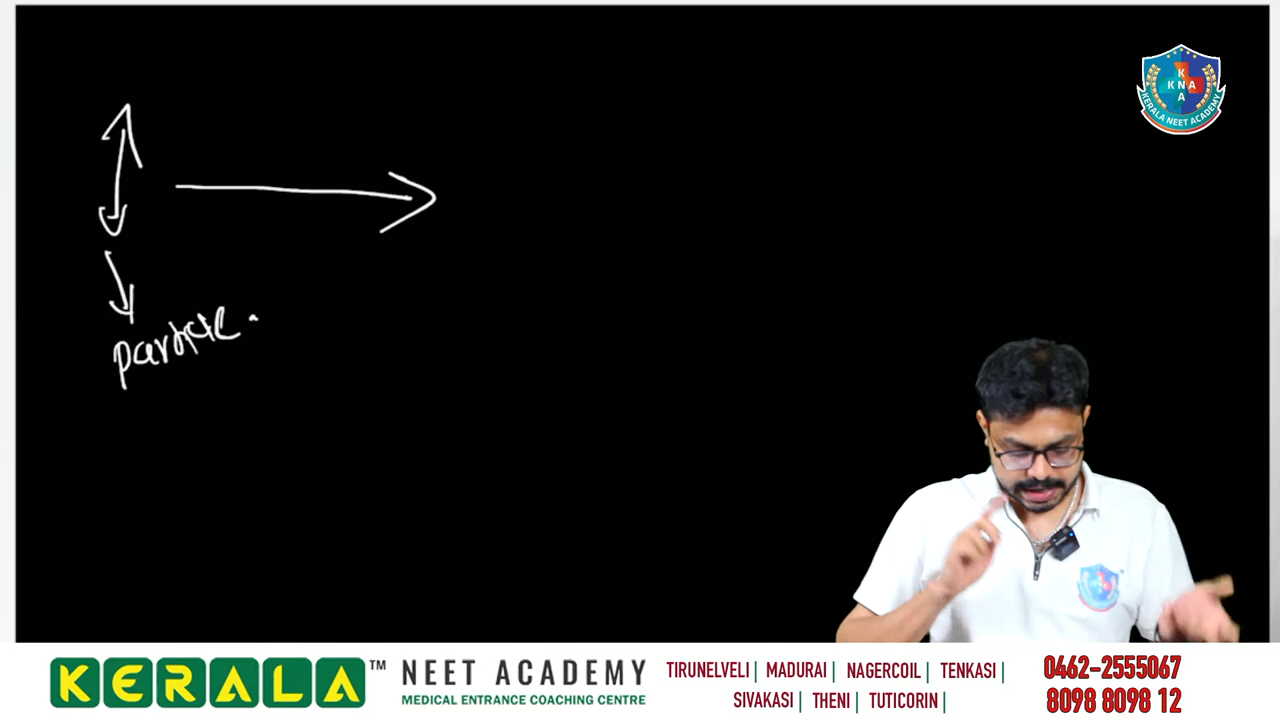 particle.
K
KNA
A
KERALA NEET ACADEMY
KERALA™ NEET ACADEMY
MEDICAL ENTRANCE COACHING CENTRE
TIRUNELVELI | MADURAI | NAGERCOIL | TENKASI |
SIVAKASI | THENI | TUTICORIN |
0462-2555067
8098 8098 12